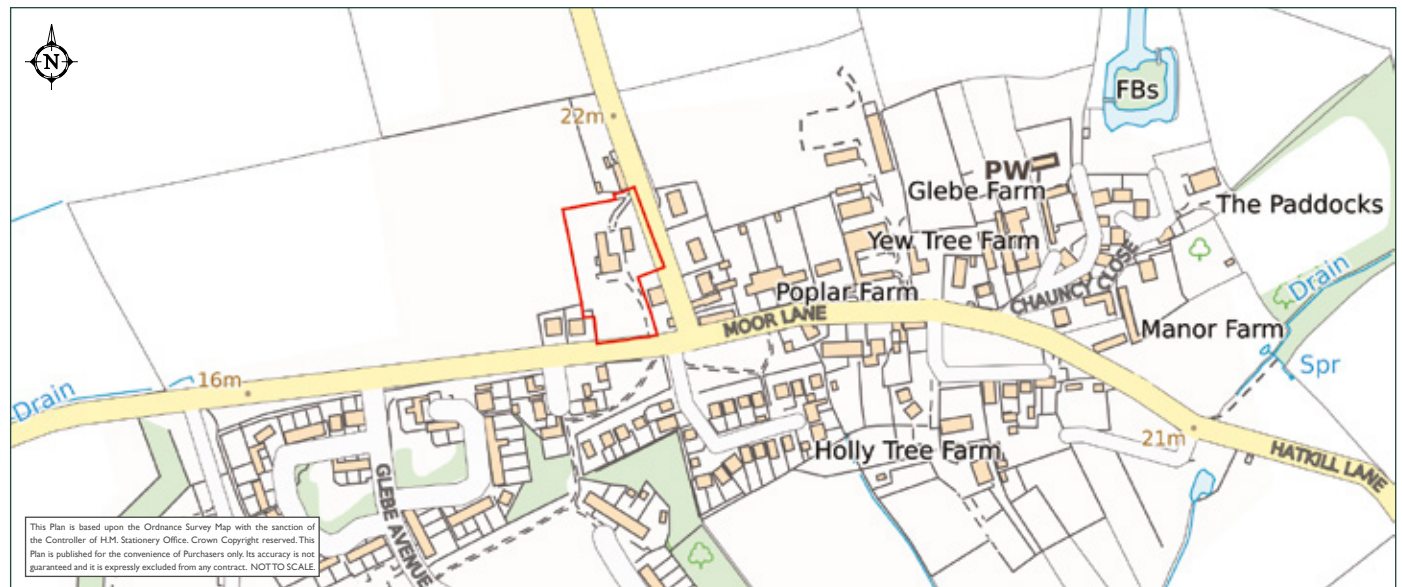 N
22m
FBs
PW
Glebe Farm
The Paddocks
Yew Tree Farm
CHAUNCY CLOSE
Drain
Poplar Farm
MOOR LANE
Manor Farm
Spr
16m
Drain
21m
Holly Tree Farm
HATKILL LANE
GLEBE AVENUE
This Plan is based upon the Ordnance Survey Map with the sanction of
the Controller of H.M. Stationery Office. Crown Copyright reserved. This
Plan is published for the convenience of Purchasers only. Its accuracy is not
guaranteed and it is expressly excluded from any contract. NOT TO SCALE.